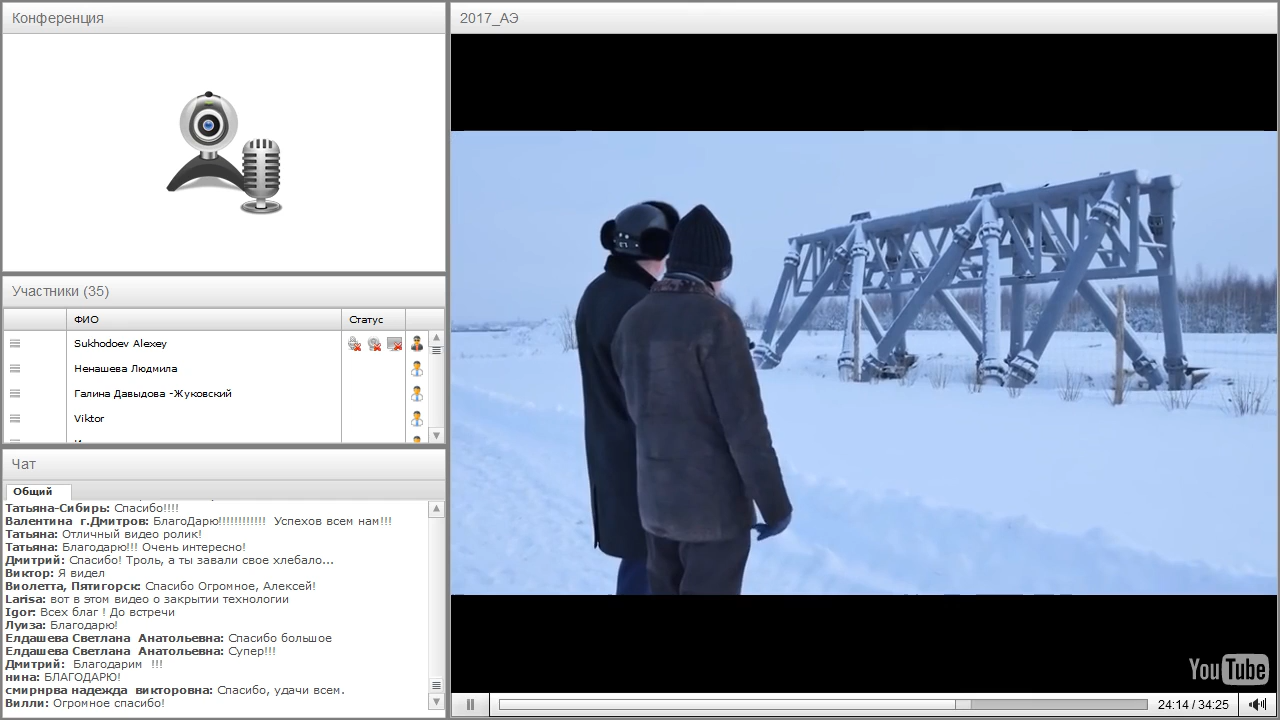 Конференция
2017_АЭ
Участники (35)
ФИО Статус
Sukhodoev Alexey
Ненашева Людмила
Галина Давыдова -Жуковский
Viktor
Чат
Общий
Татьяна-Сибирь: Спасибо!!!!
Валентина г.Дмитров: БлагоДарю!!!!!!!!!!!! Успехов всем нам!!!
Татьяна: Отличный видео ролик!
Татьяна: Благодарю!!! Очень интересно!
Дмитрий: Спасибо! Троль, а ты завали свое хлебало...
Виктор: Я видел
Виолетта, Пятигорск: Спасибо Огромное, Алексей!
Larisa: вот в этом видео о закрытии технологии
Igor: Всех благ ! До встречи
Луиза: Благодарю!
Елдашева Светлана Анатольевна: Спасибо большое
Елдашева Светлана Анатольевна: Супер!!!
Дмитрий: Благодарим !!!
нина: БЛАГОДАРЮ!
смирнрва надежда викторовна: Спасибо, удачи всем.
Вилли: Огромное спасибо!
YouTube
24:14 / 34:25